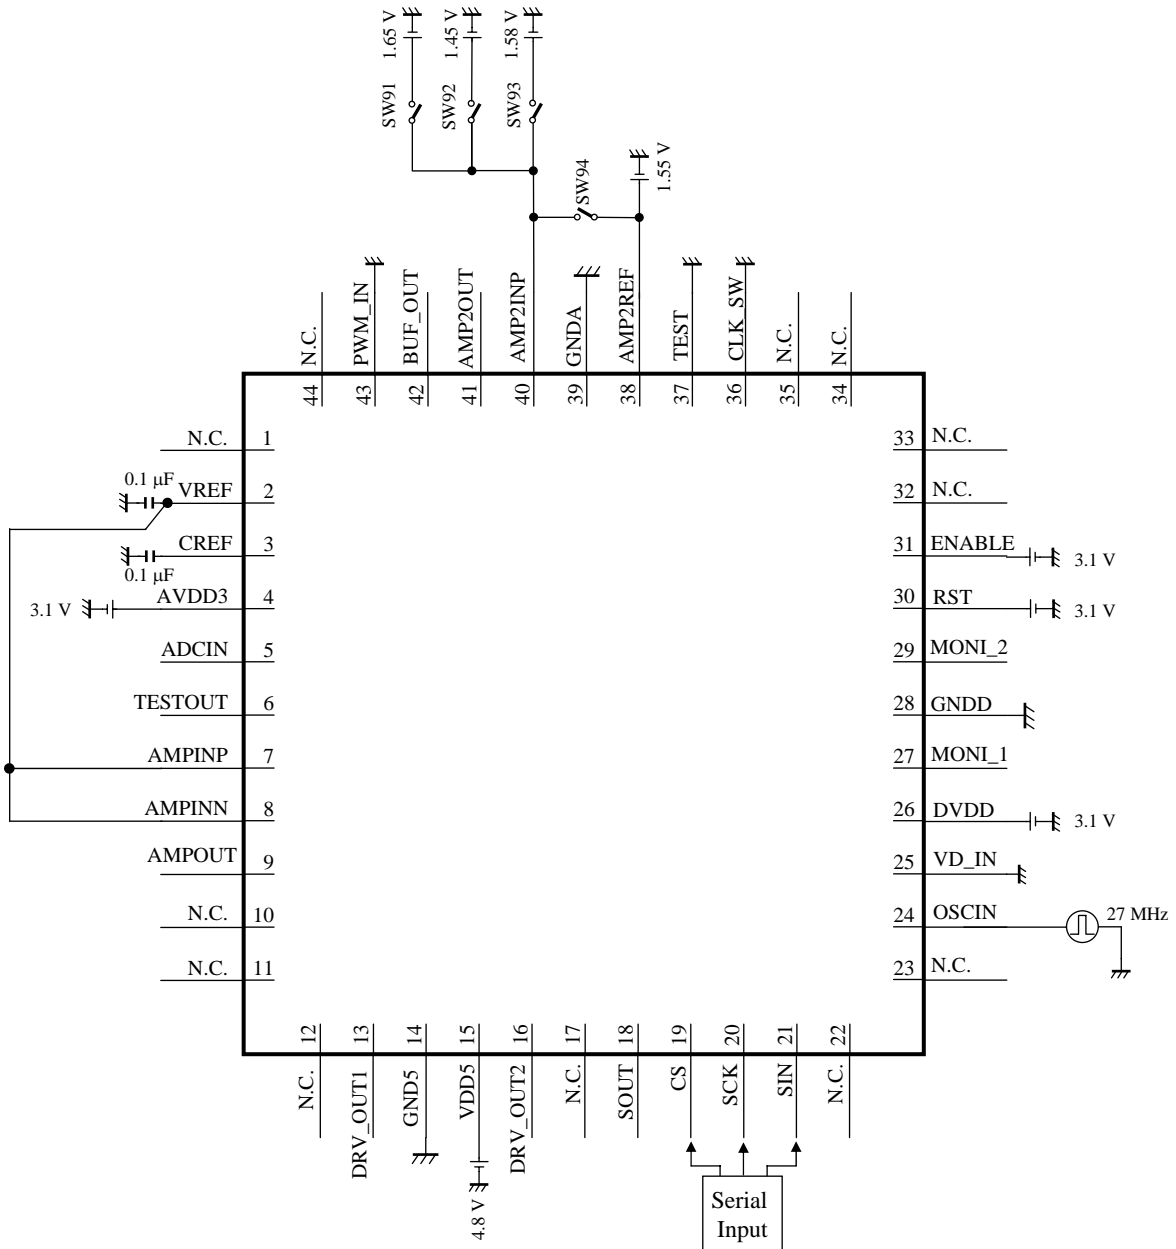 1.65 V
1.45 V
1.58 V
SW91
SW92
SW93
SW94
1.55 V
N.C.
PWM_IN
BUF_OUT
AMP2OUT
AMP2INP
GNDA
AMP2REF
TEST
CLK_SW
N.C.
N.C.
44
43
42
41
40
39
38
37
36
35
34
N.C. 1
0.1 µF
VREF 2
CREF 3
0.1 µF
3.1 V AVDD3 4
ADCIN 5
TESTOUT 6
AMPINP 7
AMPINN 8
AMPOUT 9
N.C. 10
N.C. 11
33 N.C.
32 N.C.
31 ENABLE 3.1 V
30 RST 3.1 V
29 MONI_2
28 GNDD
27 MONI_1
26 DVDD 3.1 V
25 VD_IN
24 OSCIN 27 MHz
23 N.C.
12
13
14
15
16
17
18
19
20
21
22
N.C.
DRV_OUT1
GND5
VDD5
DRV_OUT2
N.C.
SOUT
CS
SCK
SIN
N.C.
4.8 V
Serial
Input